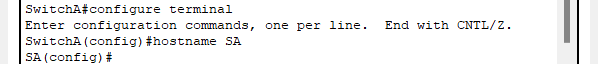 SwitchA#configure terminal
Enter configuration commands, one per line.  End with CNTL/Z.
SwitchA(config)#hostname SA
SA(config)#